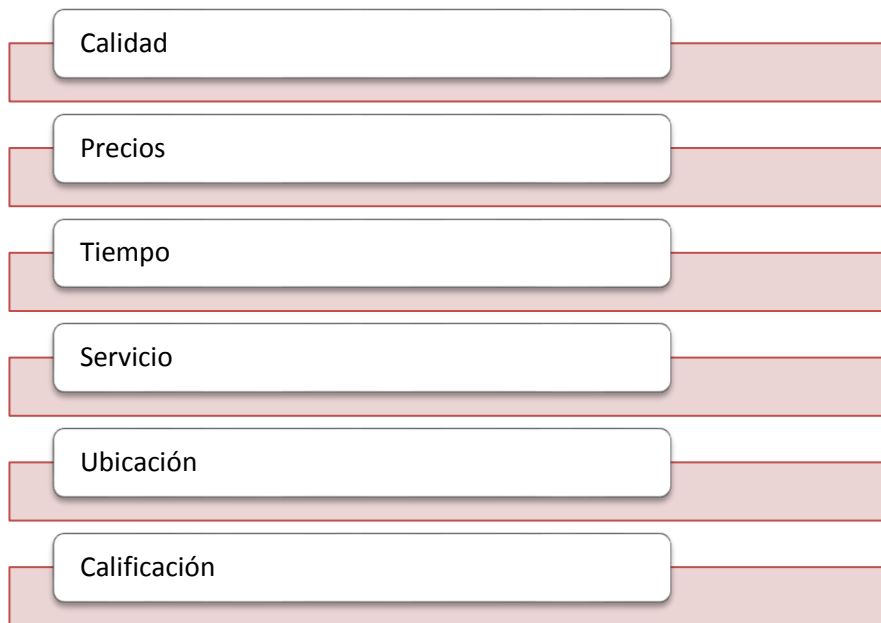 Calidad
Precios
Tiempo
Servicio
Ubicación
Calificación